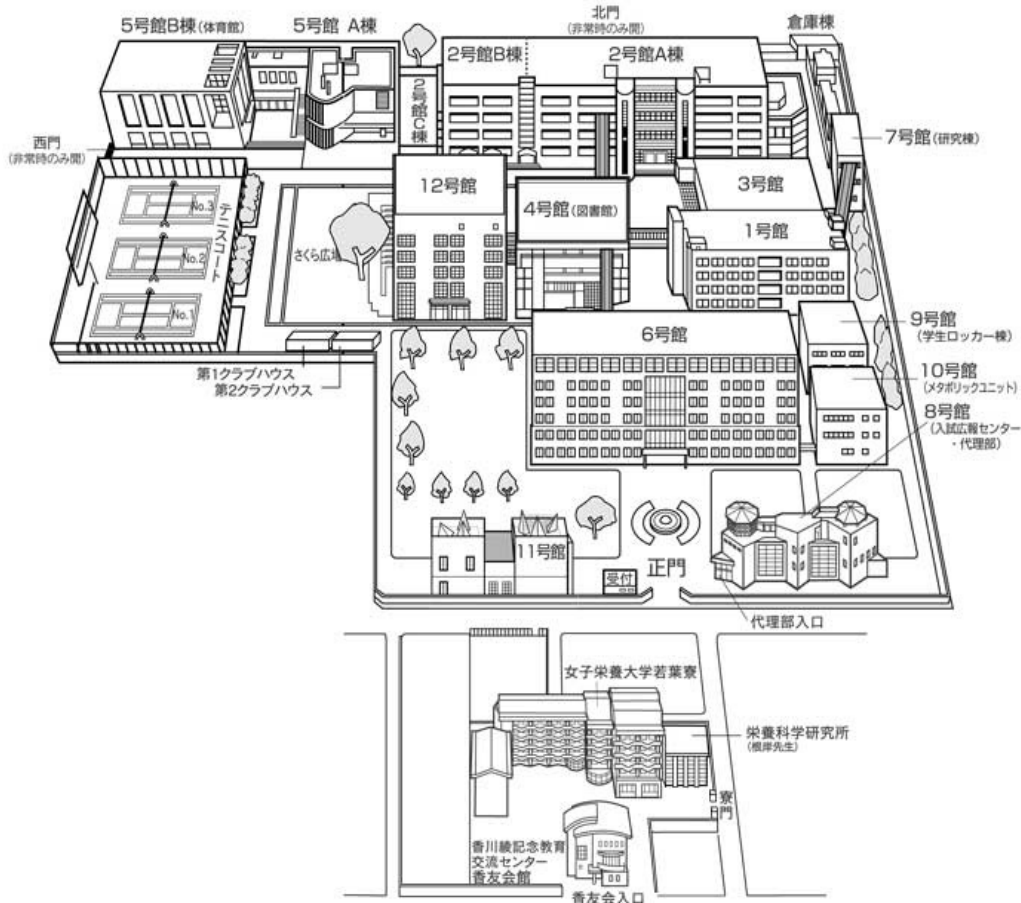 5号館B棟(体育館)
5号館 A棟
北門
(非常時のみ開)
倉庫棟
2号館B棟
2号館A棟
2号館C棟
7号館(研究棟)
西門
(非常時のみ開)
12号館
4号館(図書館)
3号館
1号館
No.3
テニスコート
No.2
No.1
さくら広場
9号館
(学生ロッカー棟)
6号館
第1クラブハウス
第2クラブハウス
10号館
(メタボリックユニット)
8号館
(入試広報センター
・代理部)
11号館
受付
正門
代理部入口
女子栄養大学若葉寮
栄養科学研究所
(根岸先生)
寮門
香川綾記念教育
交流センター
香友会館
香友会入口